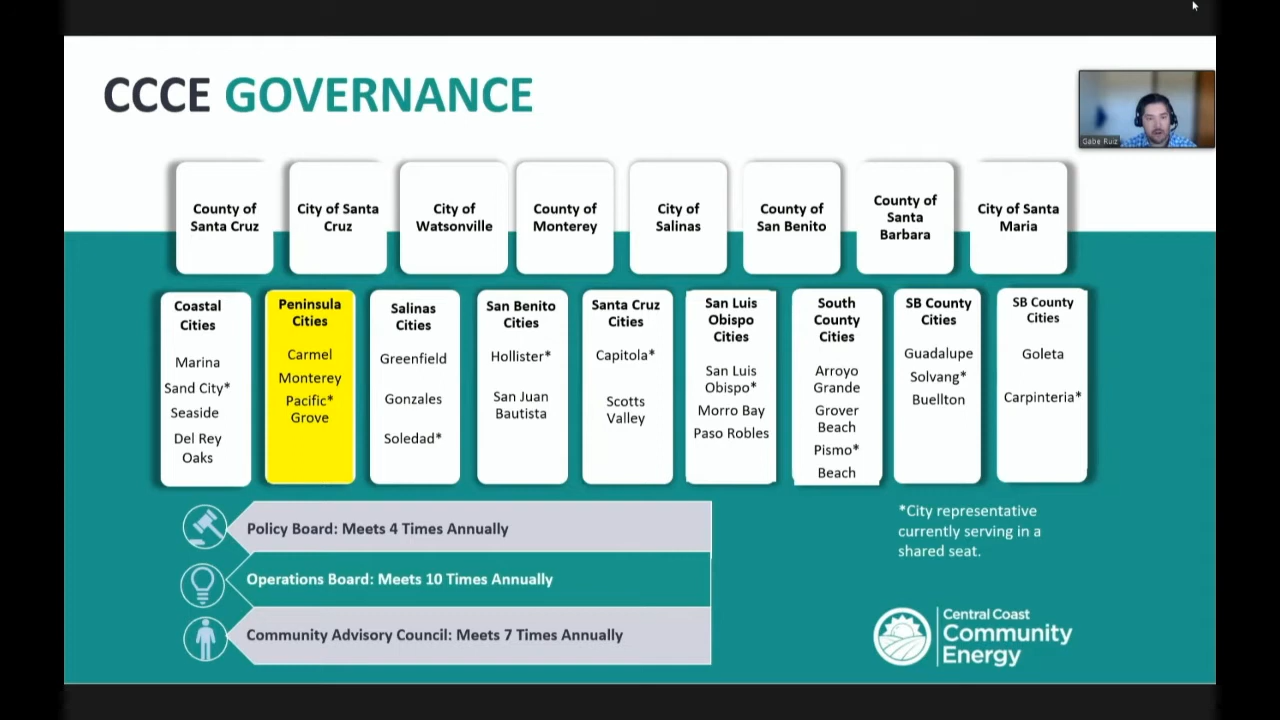 CCCE GOVERNANCE
Gabe Ruiz
County of
Santa Cruz
City of Santa
Cruz
City of
Watsonville
County of
Monterey
City of
Salinas
County of
San Benito
County of
Santa
Barbara
City of Santa
Maria
Coastal
Cities
Marina
Sand City*
Seaside
Del Rey
Oaks
Peninsula
Cities
Carmel
Monterey
Pacific*
Grove
Salinas
Cities
Greenfield
Gonzales
Soledad*
San Benito
Cities
Hollister*
San Juan
Bautista
Santa Cruz
Cities
Capitola*
Scotts
Valley
San Luis
Obispo
Cities
San Luis
Obispo*
Morro Bay
Paso Robles
South
County
Cities
Arroyo
Grande
Grover
Beach
Pismo*
Beach
SB County
Cities
Guadalupe
Solvang*
Buellton
SB County
Cities
Goleta
Carpinteria*
Policy Board: Meets 4 Times Annually
Operations Board: Meets 10 Times Annually
Community Advisory Council: Meets 7 Times Annually
*City representative
currently serving in a
shared seat.
Central Coast
Community
Energy